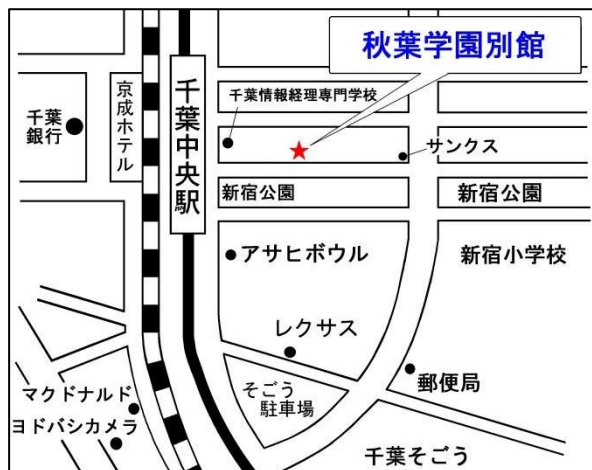 秋葉学園別館
千葉情報経理専門学校
千葉
銀行
京成ホテル
千葉中央駅
サンクス
新宿公園
新宿公園
アサヒボウル
新宿小学校
レクサス
マクドナルド
ヨドバシカメラ
そごう
駐車場
郵便局
千葉そごう